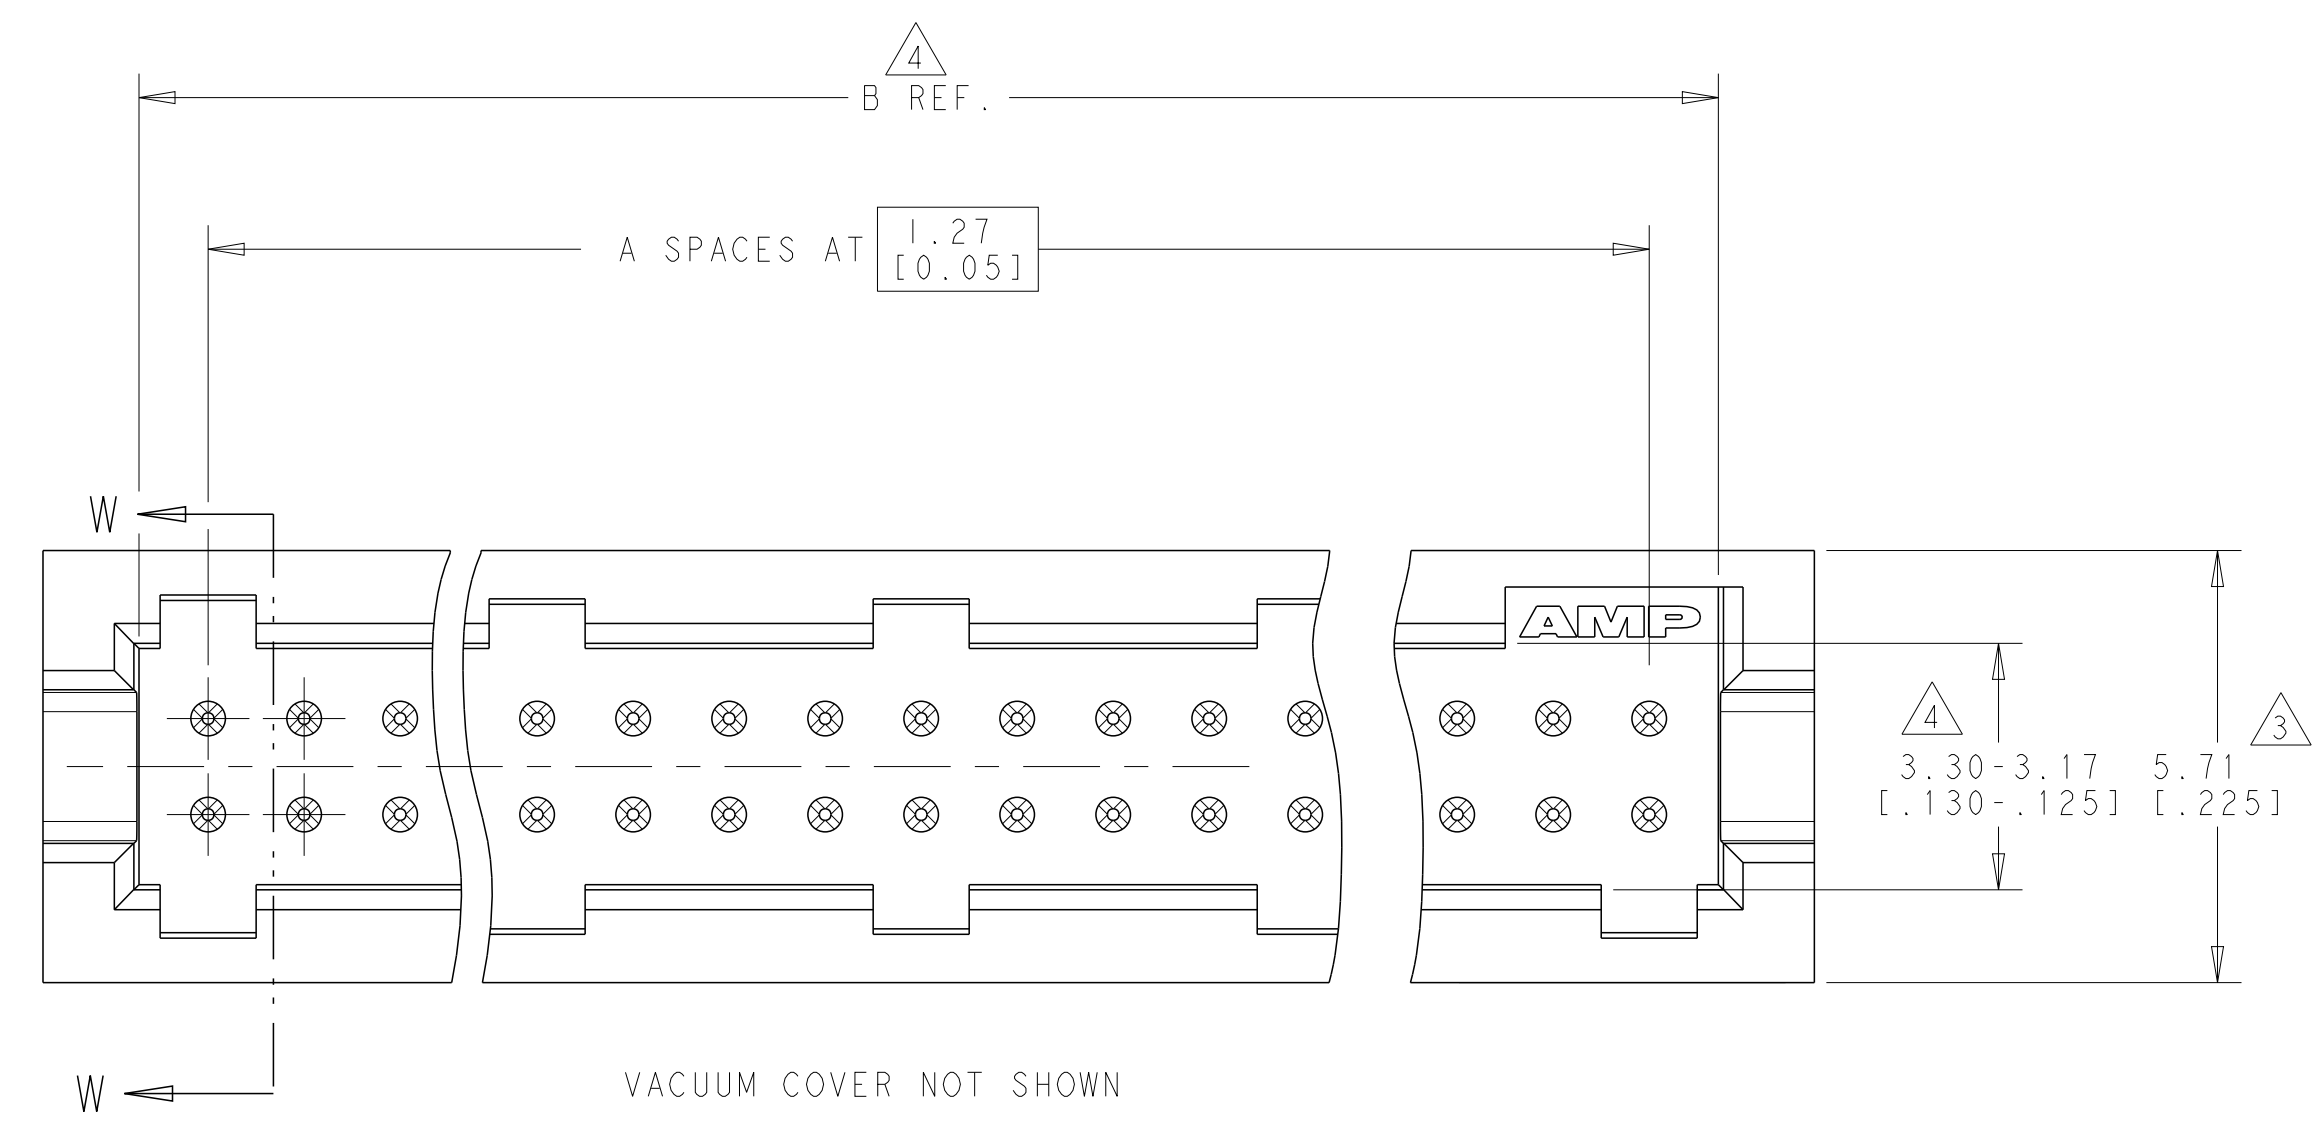 4
B REF.
A SPACES AT
1.27
[0.05]
W
AMP
4
3
3.30-3.17
5.71
[.130-.125]
[.225]
W
VACUUM COVER NOT SHOWN